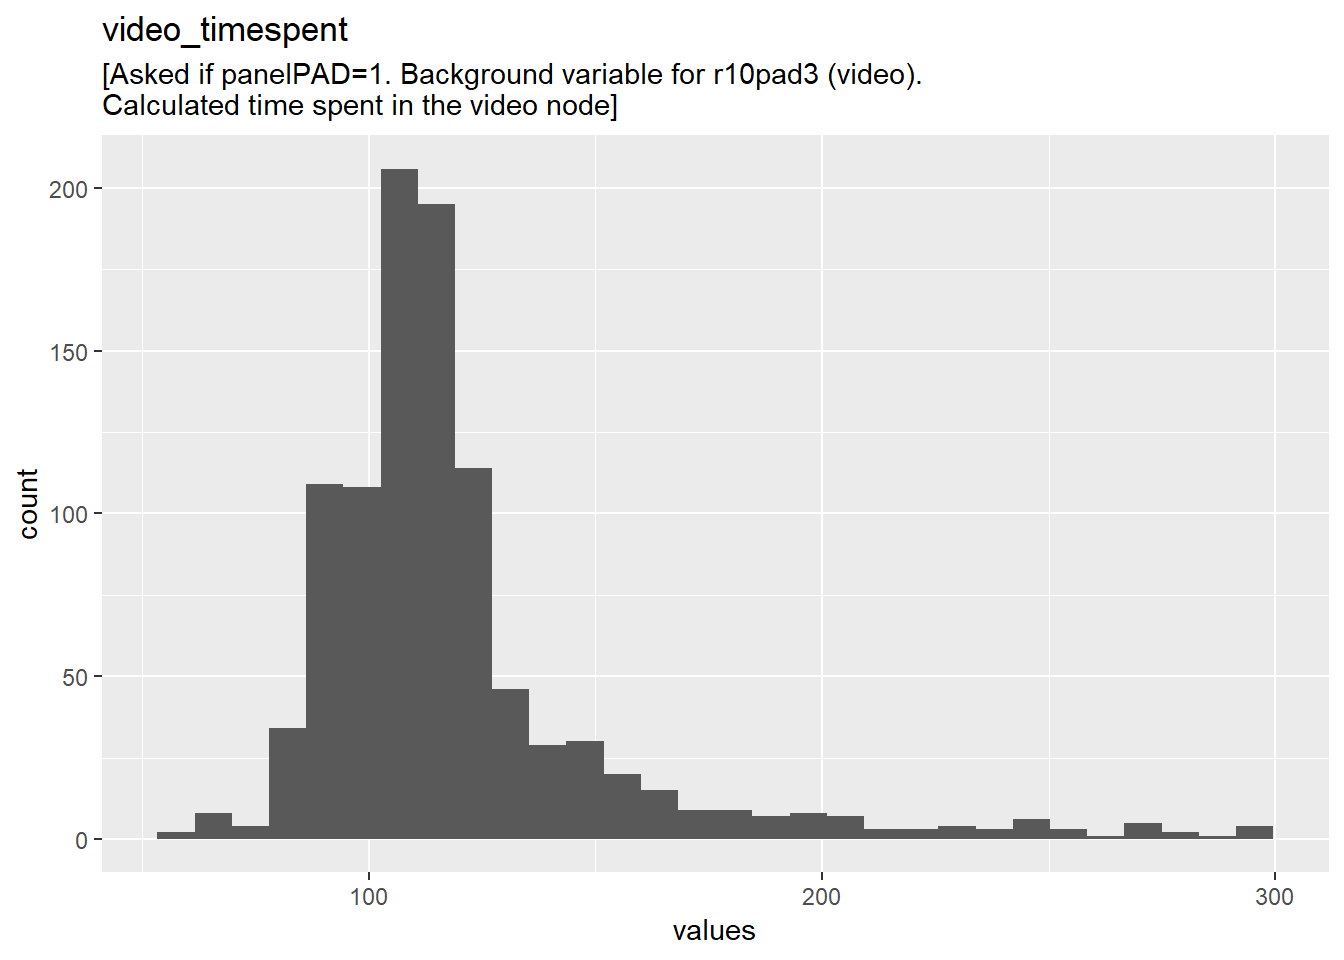 video_timespent
[Asked if panelPAD=1. Background variable for r10pad3 (video).
Calculated time spent in the video node]
200
150
100
50
0
count
100 200 300
values